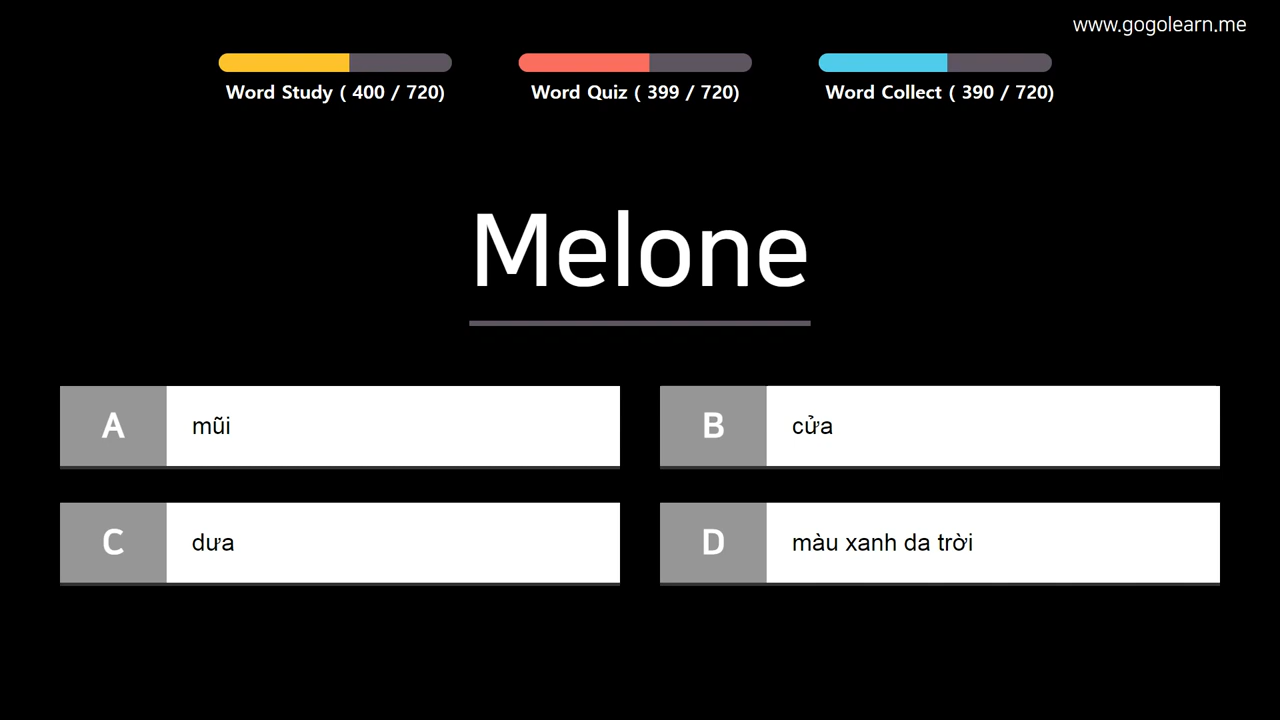 www.gogolearn.me
Word Study ( 400 / 720)
Word Quiz ( 399 / 720)
Word Collect ( 390 / 720)
Melone
A mũi
B cửa
C dưa
D màu xanh da trời